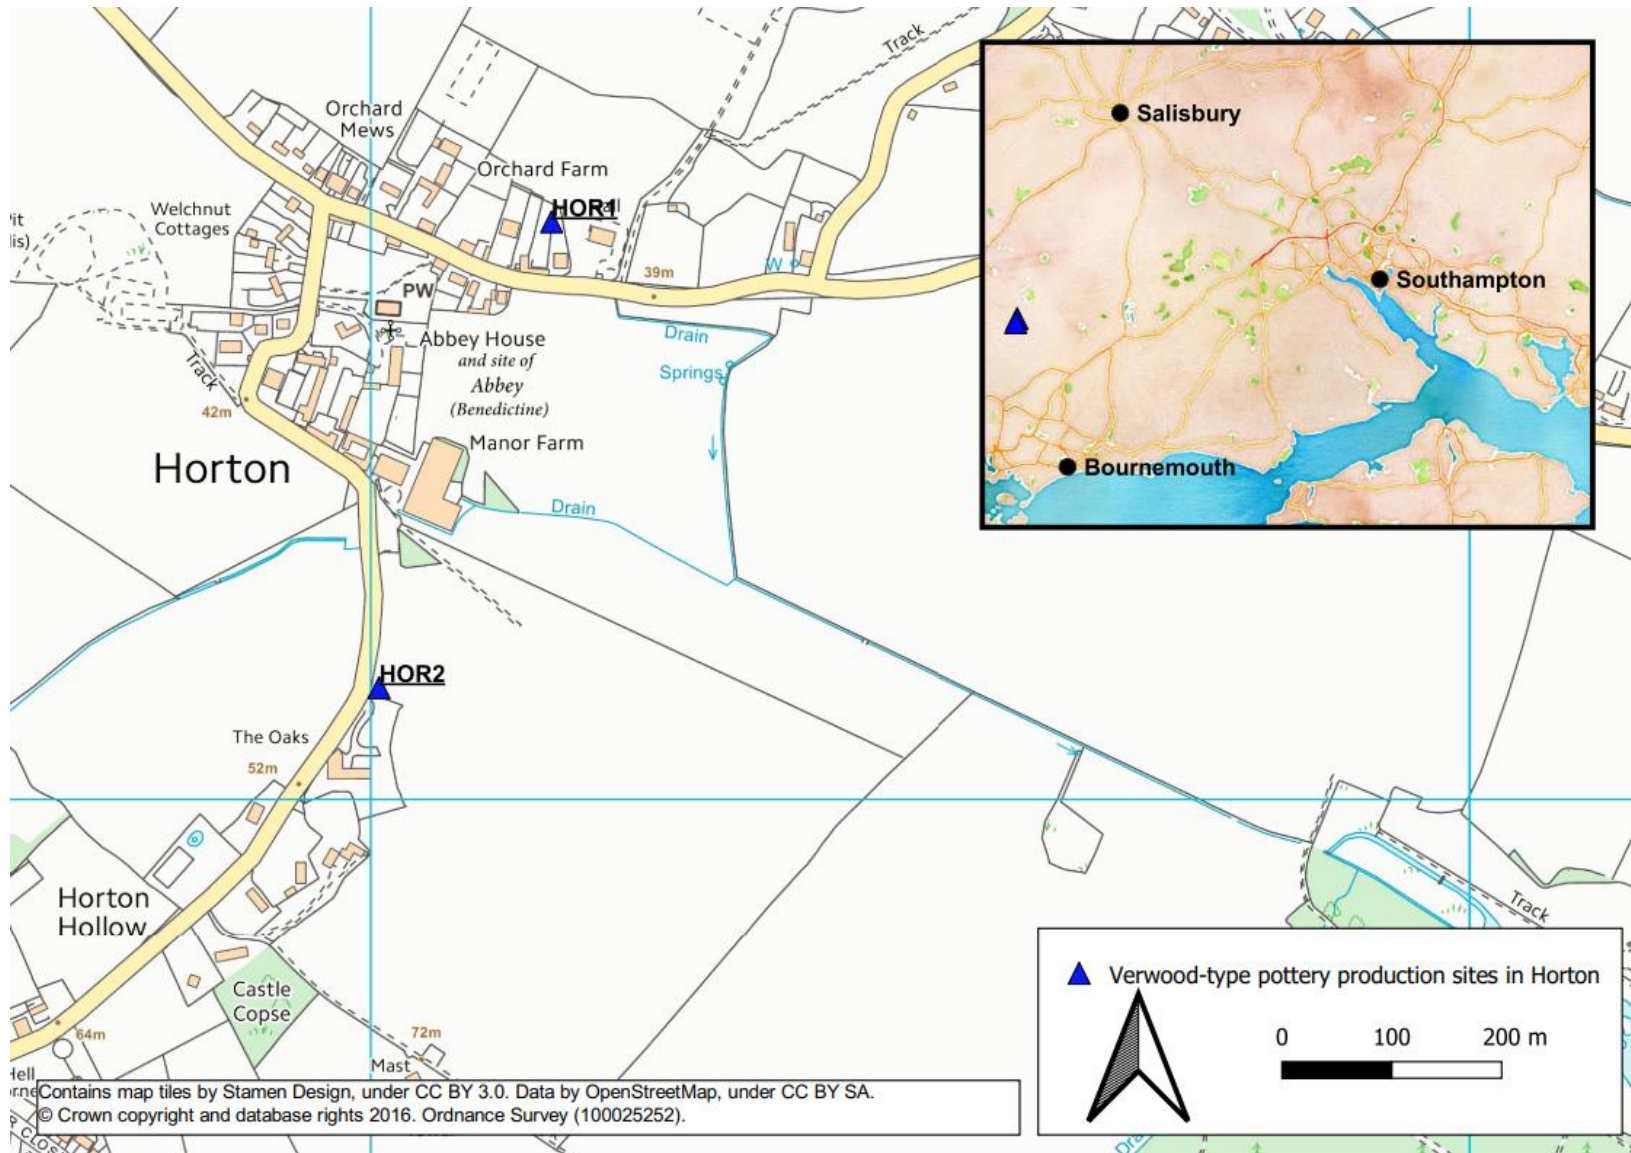 Track
Orchard
Mews
Orchard Farm
HOR1
Welchnut
Cottages
39m
W
PW
Abbey House
and site of
Abbey
(Benedictine)
Drain
Springs
Track
42m
Manor Farm
Horton
Drain
HOR2
The Oaks
52m
Horton
Hollow
Castle
Copse
64m
72m
Mast
Track
Salisbury
Southampton
Bournemouth
Verwood-type pottery production sites in Horton
0 100 200 m
Contains map tiles by Stamen Design, under CC BY 3.0. Data by OpenStreetMap, under CC BY SA.
© Crown copyright and database rights 2016. Ordnance Survey (100025252).